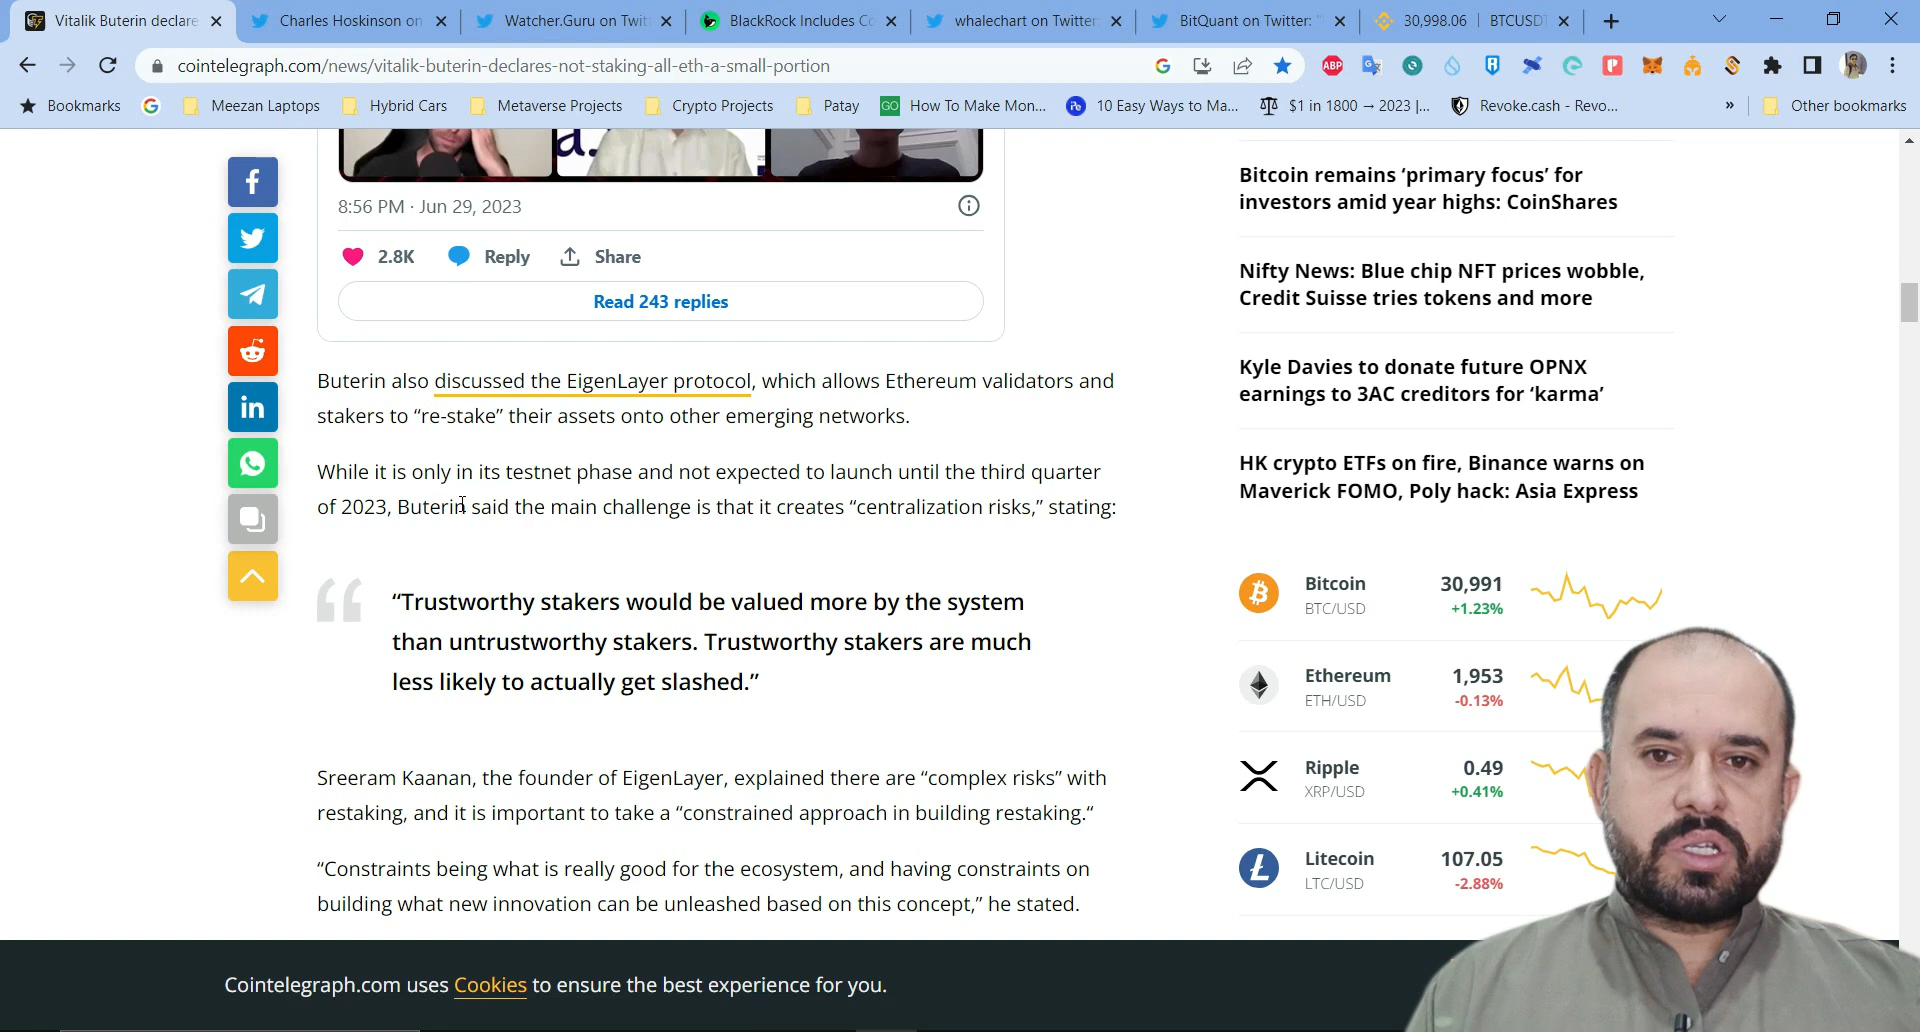 Vitalik Buterin declare
Charles Hoskinson on
Watcher.Guru on Twit
BlackRock Includes Co
whalechart on Twitter
BitQuant on Twitter: "
30,998.06 | BTCUSDT
cointelegraph.com/news/vitalik-buterin-declares-not-staking-all-eth-a-small-portion
Bookmarks
Meezan Laptops
Hybrid Cars
Metaverse Projects
Crypto Projects
Patay
How To Make Mon...
10 Easy Ways to Ma...
$1 in 1800 → 2023 |...
Revoke.cash - Revo...
»
Other bookmarks
8:56 PM · Jun 29, 2023
2.8K
Reply
Share
Read 243 replies
Buterin also discussed the EigenLayer protocol, which allows Ethereum validators and
stakers to “re-stake” their assets onto other emerging networks.
While it is only in its testnet phase and not expected to launch until the third quarter
of 2023, Buterin said the main challenge is that it creates “centralization risks,” stating:
“Trustworthy stakers would be valued more by the system
than untrustworthy stakers. Trustworthy stakers are much
less likely to actually get slashed.”
Sreeram Kaanan, the founder of EigenLayer, explained there are “complex risks” with
restaking, and it is important to take a “constrained approach in building restaking.“
“Constraints being what is really good for the ecosystem, and having constraints on
building what new innovation can be unleashed based on this concept,” he stated.
Bitcoin remains ‘primary focus’ for
investors amid year highs: CoinShares
Nifty News: Blue chip NFT prices wobble,
Credit Suisse tries tokens and more
Kyle Davies to donate future OPNX
earnings to 3AC creditors for ‘karma’
HK crypto ETFs on fire, Binance warns on
Maverick FOMO, Poly hack: Asia Express
Bitcoin 30,991
BTC/USD +1.23%
Ethereum 1,953
ETH/USD -0.13%
Ripple 0.49
XRP/USD +0.41%
Litecoin 107.05
LTC/USD -2.88%
Cointelegraph.com uses Cookies to ensure the best experience for you.